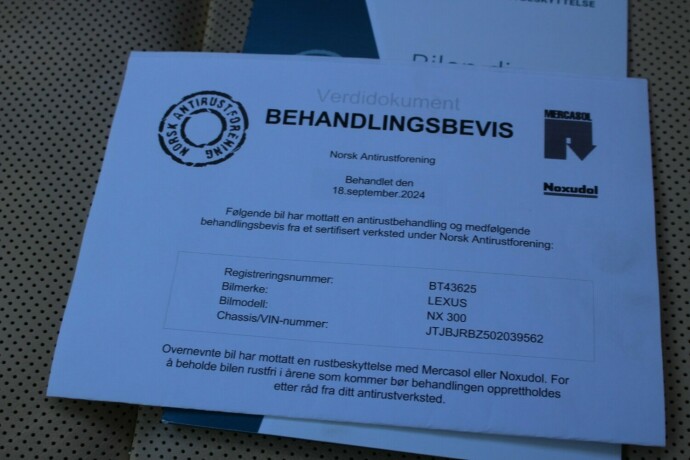 BESKYTTELSE
Bilen di
Verdidokument
BEHANDLINGSBEVIS
NORSK ANTIRUSTFORENING
MERCASOL
Noxudol
Norsk Antirustforening
Behandlet den
18.september.2024
Følgende bil har mottatt en antirustbehandling og medfølgende
behandlingsbevis fra et sertifisert verksted under Norsk Antirustforening:
Registreringsnummer: BT43625
Bilmerke: LEXUS
Bilmodell: NX 300
Chassis/VIN-nummer: JTJBJRBZ502039562
Overnevnte bil har mottatt en rustbeskyttelse med Mercasol eller Noxudol. For
å beholde bilen rustfri i årene som kommer bør behandlingen opprettholdes
etter råd fra ditt antirustverksted.